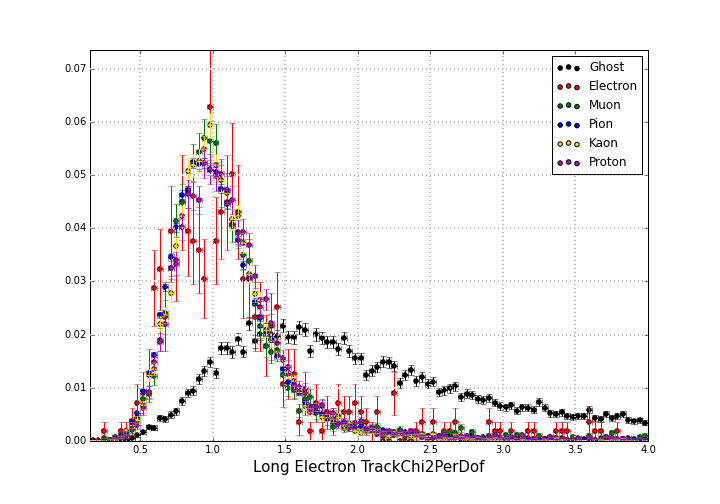 0.07
0.06
0.05
0.04
0.03
0.02
0.01
0.00
0.5 1.0 1.5 2.0 2.5 3.0 3.5 4.0
Long Electron TrackChi2PerDof
Ghost
Electron
Muon
Pion
Kaon
Proton